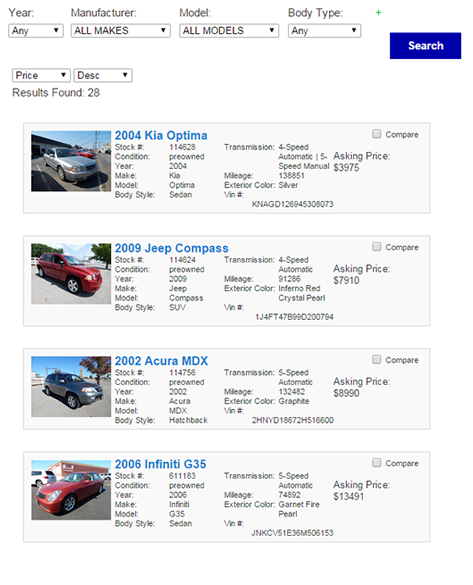 Year: Manufacturer: Model: Body Type: +
Any ALL MAKES ALL MODELS Any
Search
Price Desc
Results Found: 28
2004 Kia Optima Compare
Stock #: 114628 Transmission: 4-Speed
Condition: preowned Automatic | 5-
Year: 2004 Speed Manual
Make: Kia Mileage: 138851
Model: Optima Exterior Color: Silver
Body Style: Sedan Vin #:
KNAGD126945308073
Asking Price:
$3975
2009 Jeep Compass Compare
Stock #: 114624 Transmission: 4-Speed
Condition: preowned Automatic
Year: 2009 Mileage: 91286
Make: Jeep Exterior Color: Inferno Red
Model: Compass Crystal Pearl
Body Style: SUV Vin #:
1J4FT47B99D200794
Asking Price:
$7910
2002 Acura MDX Compare
Stock #: 114756 Transmission: 5-Speed
Condition: preowned Automatic
Year: 2002 Mileage: 132482
Make: Acura Exterior Color: Graphite
Model: MDX Vin #:
Body Style: Hatchback 2HNYD18672H516600
Asking Price:
$8990
2006 Infiniti G35 Compare
Stock #: 611183 Transmission: 5-Speed
Condition: preowned Automatic
Year: 2006 Mileage: 74892
Make: Infiniti Exterior Color: Garnet Fire
Model: G35 Pearl
Body Style: Sedan Vin #:
JNKCV51E36M506153
Asking Price:
$13491